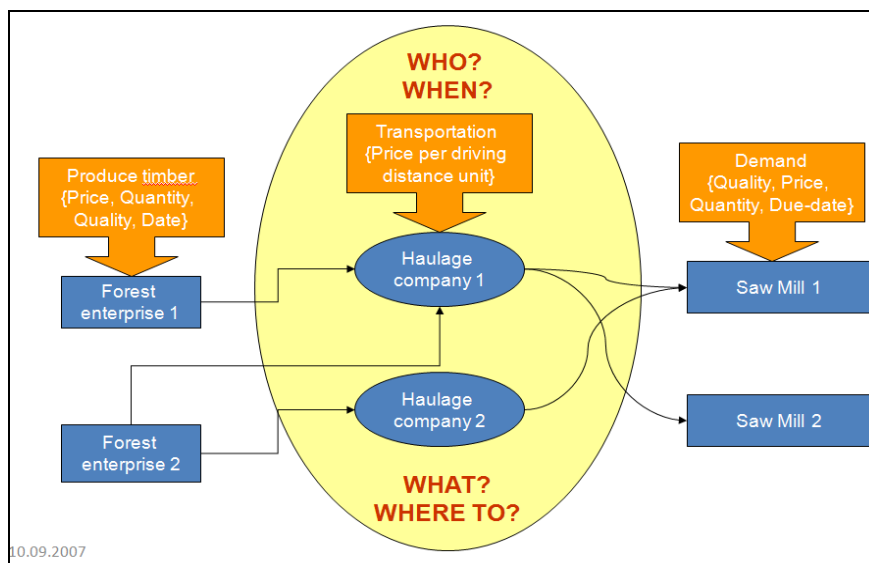 WHO?
WHEN?
Produce timber
{Price, Quantity,
Quality, Date}
Transportation
{Price per driving
distance unit}
Demand
{Quality, Price,
Quantity, Due-date}
Forest
enterprise 1
Haulage
company 1
Saw Mill 1
Forest
enterprise 2
Haulage
company 2
Saw Mill 2
WHAT?
WHERE TO?
10.09.2007